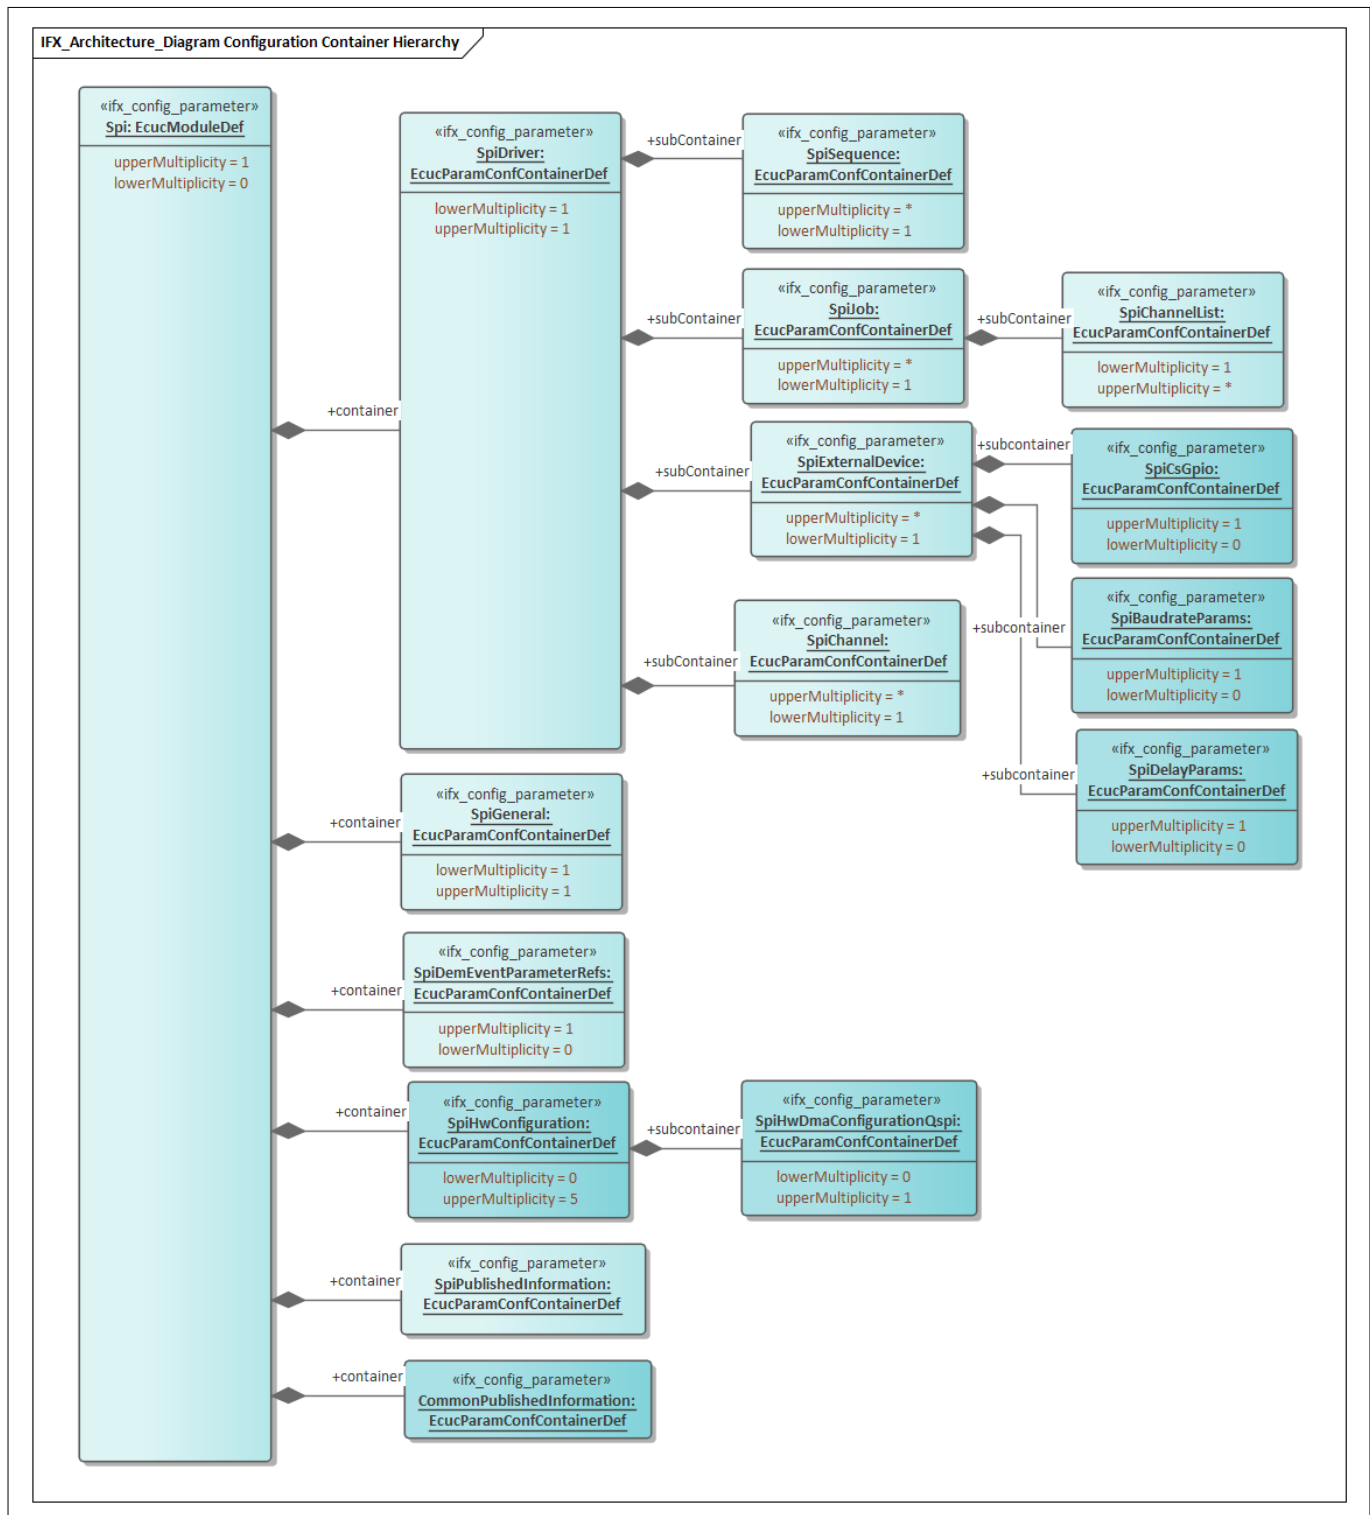 IFX_Architecture_Diagram Configuration Container Hierarchy
«ifx_config_parameter»
Spi: EcucModuleDef
upperMultiplicity = 1
lowerMultiplicity = 0
+container
«ifx_config_parameter»
SpiDriver:
EcucParamConfContainerDef
lowerMultiplicity = 1
upperMultiplicity = 1
+subContainer
«ifx_config_parameter»
SpiSequence:
EcucParamConfContainerDef
upperMultiplicity = *
lowerMultiplicity = 1
+subContainer
«ifx_config_parameter»
SpiJob:
EcucParamConfContainerDef
upperMultiplicity = *
lowerMultiplicity = 1
+subContainer
«ifx_config_parameter»
SpiChannelList:
EcucParamConfContainerDef
lowerMultiplicity = 1
upperMultiplicity = *
+subContainer
«ifx_config_parameter»
SpiExternalDevice:
EcucParamConfContainerDef
upperMultiplicity = *
lowerMultiplicity = 1
+subcontainer
«ifx_config_parameter»
SpiCsGpio:
EcucParamConfContainerDef
upperMultiplicity = 1
lowerMultiplicity = 0
+subcontainer
«ifx_config_parameter»
SpiBaudrateParams:
EcucParamConfContainerDef
upperMultiplicity = 1
lowerMultiplicity = 0
+subcontainer
«ifx_config_parameter»
SpiDelayParams:
EcucParamConfContainerDef
upperMultiplicity = 1
lowerMultiplicity = 0
+subContainer
«ifx_config_parameter»
SpiChannel:
EcucParamConfContainerDef
upperMultiplicity = *
lowerMultiplicity = 1
+container
«ifx_config_parameter»
SpiGeneral:
EcucParamConfContainerDef
lowerMultiplicity = 1
upperMultiplicity = 1
+container
«ifx_config_parameter»
SpiDemEventParameterRefs:
EcucParamConfContainerDef
upperMultiplicity = 1
lowerMultiplicity = 0
+container
«ifx_config_parameter»
SpiHwConfiguration:
EcucParamConfContainerDef
lowerMultiplicity = 0
upperMultiplicity = 5
+subcontainer
«ifx_config_parameter»
SpiHwDmaConfigurationQspi:
EcucParamConfContainerDef
lowerMultiplicity = 0
upperMultiplicity = 1
+container
«ifx_config_parameter»
SpiPublishedInformation:
EcucParamConfContainerDef
+container
«ifx_config_parameter»
CommonPublishedInformation:
EcucParamConfContainerDef